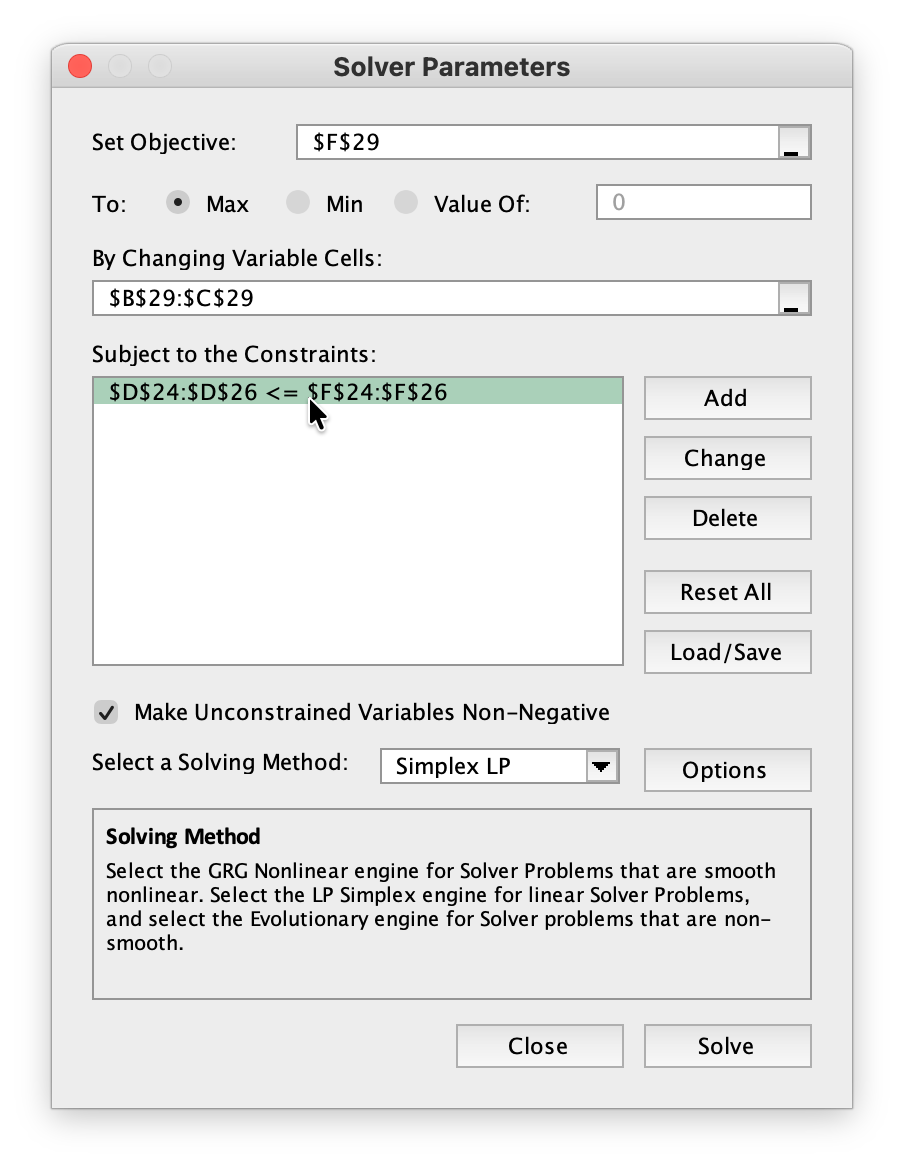 Solver Parameters
Set Objective: $F$29
To: Max Min Value Of: 0
By Changing Variable Cells:
$B$29:$C$29
Subject to the Constraints:
$D$24:$D$26 <= $F$24:$F$26
Add
Change
Delete
Reset All
Load/Save
Make Unconstrained Variables Non-Negative
Select a Solving Method: Simplex LP Options
Solving Method
Select the GRG Nonlinear engine for Solver Problems that are smooth
nonlinear. Select the LP Simplex engine for linear Solver Problems,
and select the Evolutionary engine for Solver problems that are non-
smooth.
Close Solve